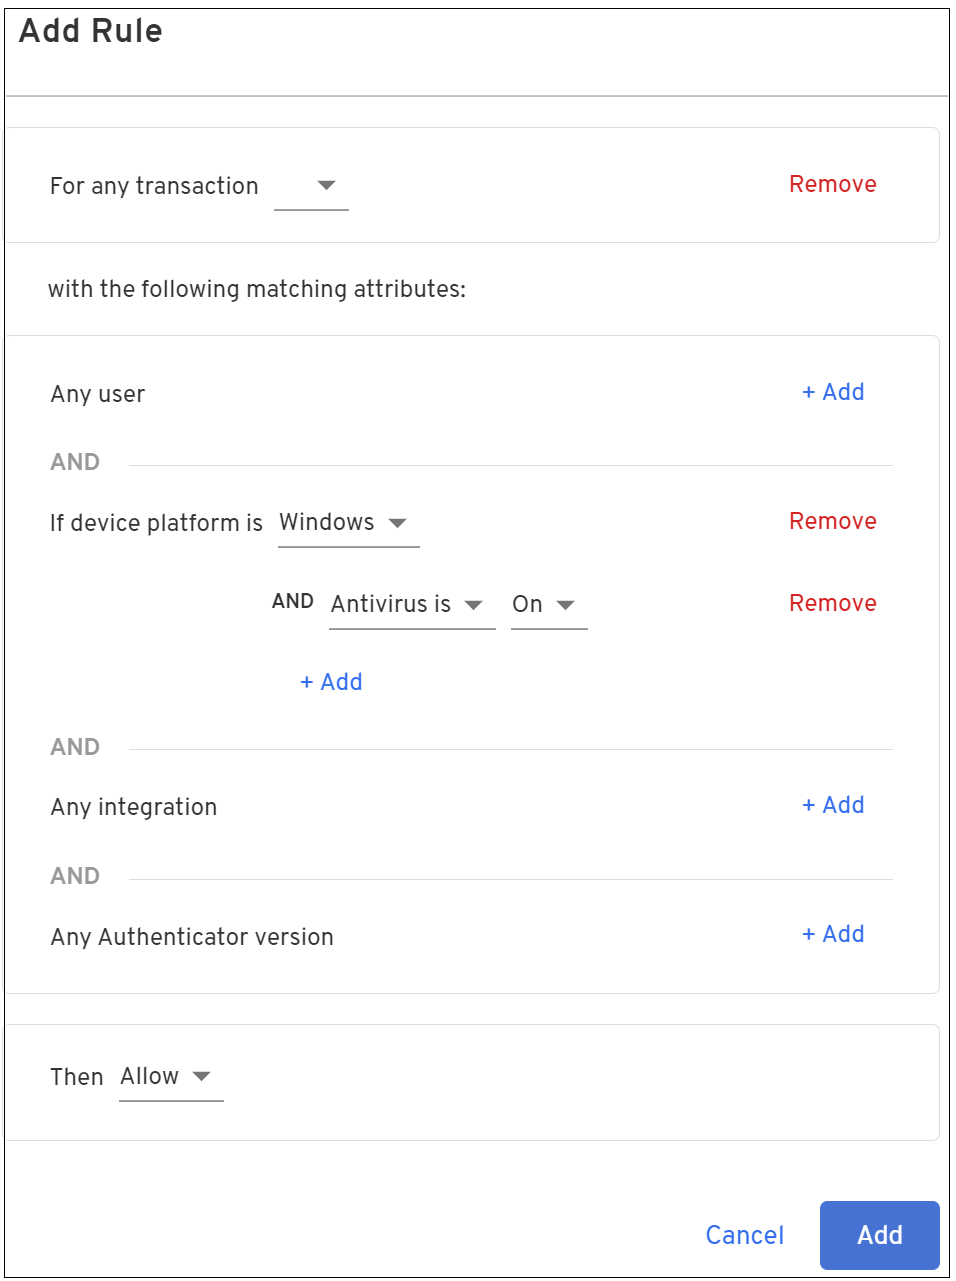 Add Rule
For any transaction Remove
with the following matching attributes:
Any user + Add
AND
If device platform is Windows Remove
AND Antivirus is On Remove
+ Add
AND
Any integration + Add
AND
Any Authenticator version + Add
Then Allow
Cancel Add